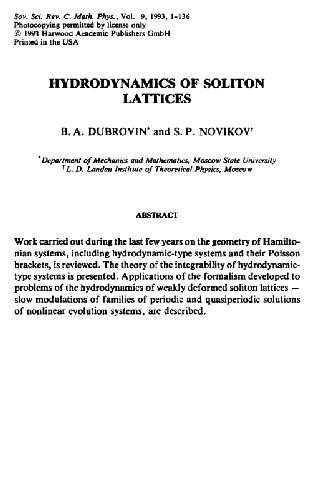 Sov. Sci. Rev. C. Math. Phys., Vol. 9, 1993, 1–136
Photocopying permitted by license only
© 1993 Harwood Academic Publishers GmbH
Printed in the USA
HYDRODYNAMICS OF SOLITON
LATTICES
B. A. DUBROVIN* and S. P. NOVIKOV†
*Department of Mechanics and Mathematics, Moscow State University
†L. D. Landau Institute of Theoretical Physics, Moscow
ABSTRACT
Work carried out during the last few years on the geometry of Hamilto-
nian systems, including hydrodynamic-type systems and their Poisson
brackets, is reviewed. The theory of the integrability of hydrodynamic-
type systems is presented. Applications of the formalism developed to
problems of the hydrodynamics of weakly deformed soliton lattices —
slow modulations of families of periodic and quasiperiodic solutions
of nonlinear evolution systems, are described.